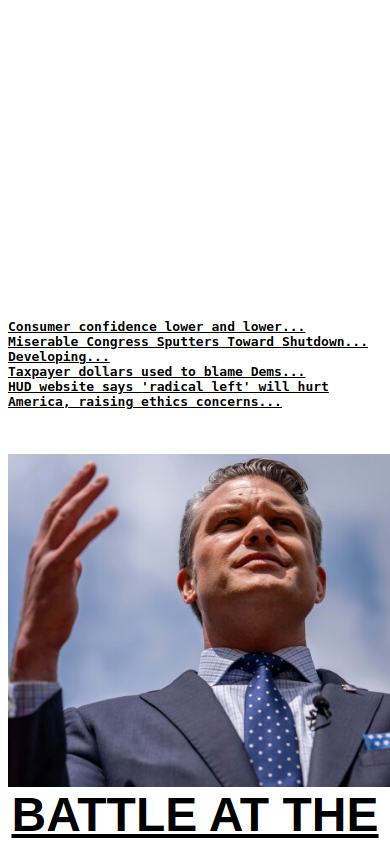 Consumer confidence lower and lower...
Miserable Congress Sputters Toward Shutdown...
Developing...
Taxpayer dollars used to blame Dems...
HUD website says 'radical left' will hurt
America, raising ethics concerns...
BATTLE AT THE